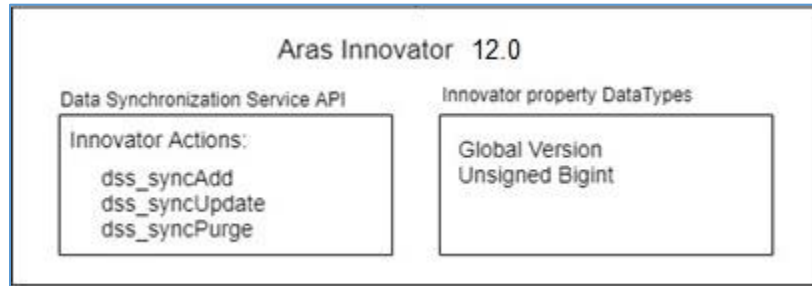 Aras Innovator 12.0
Data Synchronization Service API
Innovator Actions:
dss_syncAdd
dss_syncUpdate
dss_syncPurge
Innovator property DataTypes
Global Version
Unsigned Bigint